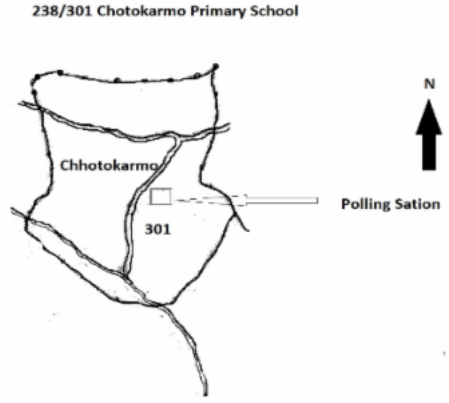 238/301 Chotokarmo Primary School
N
Chhotokarmo
Polling Sation
301